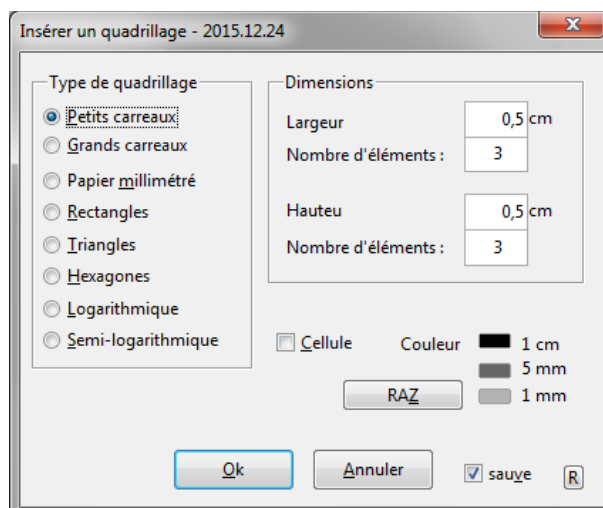 Insérer un quadrillage - 2015.12.24
Type de quadrillage
Petits carreaux
Grands carreaux
Papier millimétré
Rectangles
Triangles
Hexagones
Logarithmique
Semi-logarithmique
Dimensions
Largeur 0,5 cm
Nombre d'éléments : 3
Hauteu 0,5 cm
Nombre d'éléments : 3
Cellule Couleur 1 cm
5 mm
RAZ 1 mm
Ok Annuler sauve R